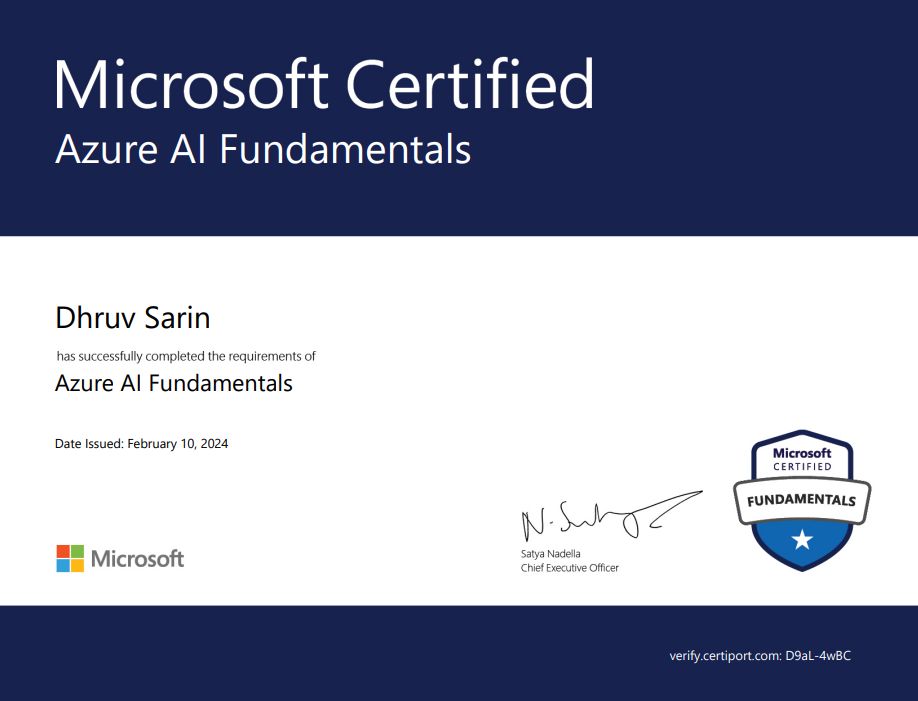 Microsoft Certified
Azure AI Fundamentals
Dhruv Sarin
has successfully completed the requirements of
Azure AI Fundamentals
Date Issued: February 10, 2024
Microsoft
CERTIFIED
FUNDAMENTALS
Satya Nadella
Chief Executive Officer
Microsoft
verify.certiport.com: D9aL-4wBC